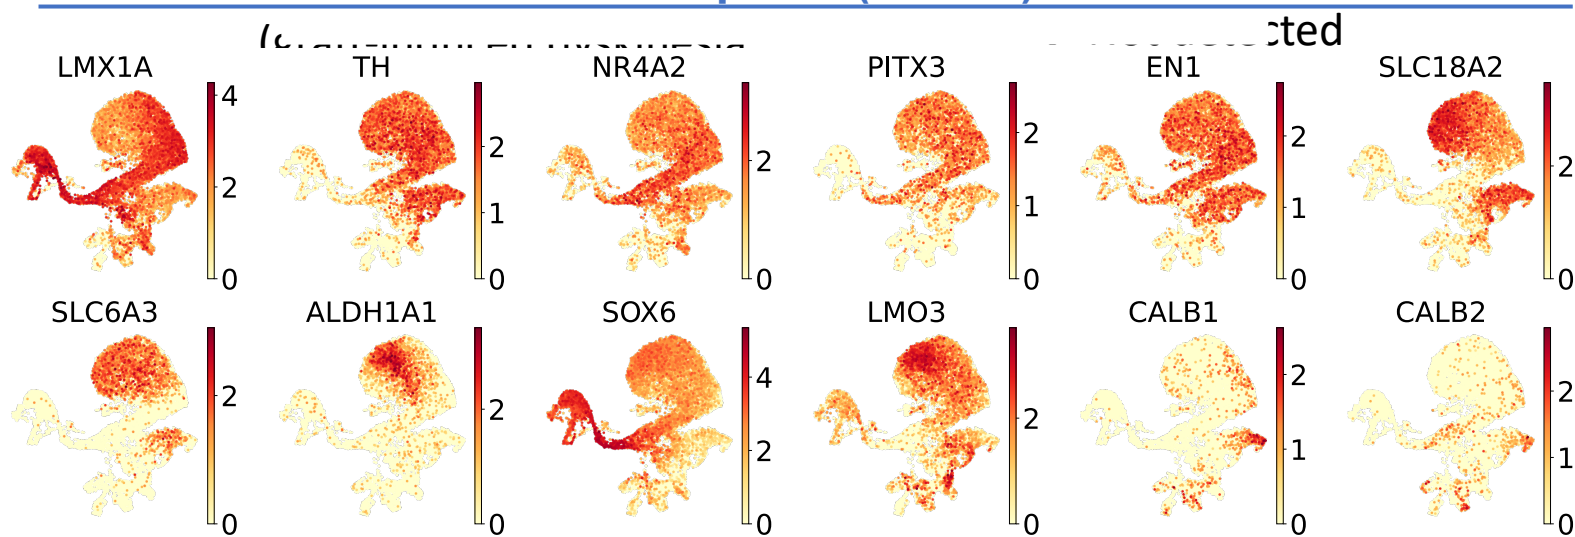 LMX1A TH NR4A2 PITX3 EN1 SLC18A2
4 2 0 2 1 0 2 0 2 1 0 2 1 0 2 0
SLC6A3 ALDH1A1 SOX6 LMO3 CALB1 CALB2
2 0 2 0 4 2 0 2 0 2 1 0 2 1 0